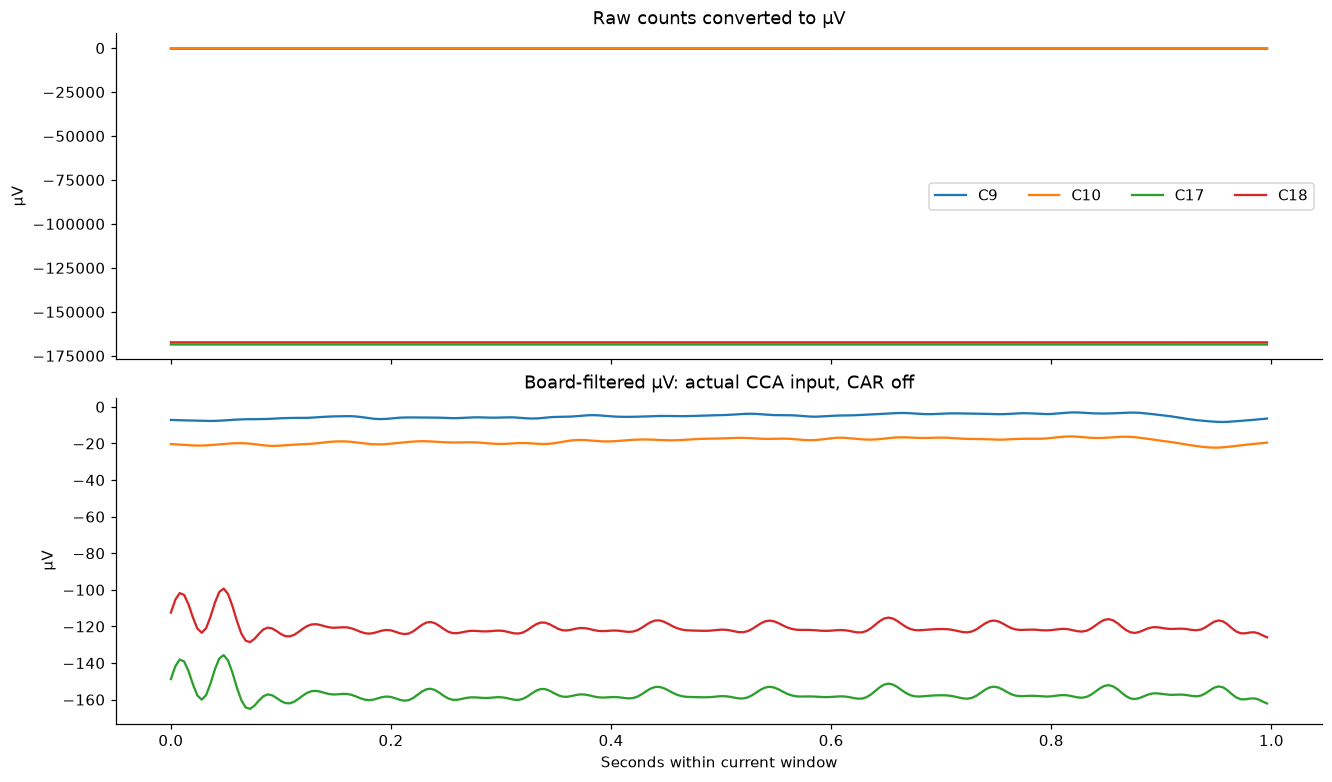 Raw counts converted to µV
0
−25000
−50000
−75000
−100000
−125000
−150000
−175000
µV
C9 C10 C17 C18
Board-filtered µV: actual CCA input, CAR off
0
−20
−40
−60
−80
−100
−120
−140
−160
µV
0.0 0.2 0.4 0.6 0.8 1.0
Seconds within current window